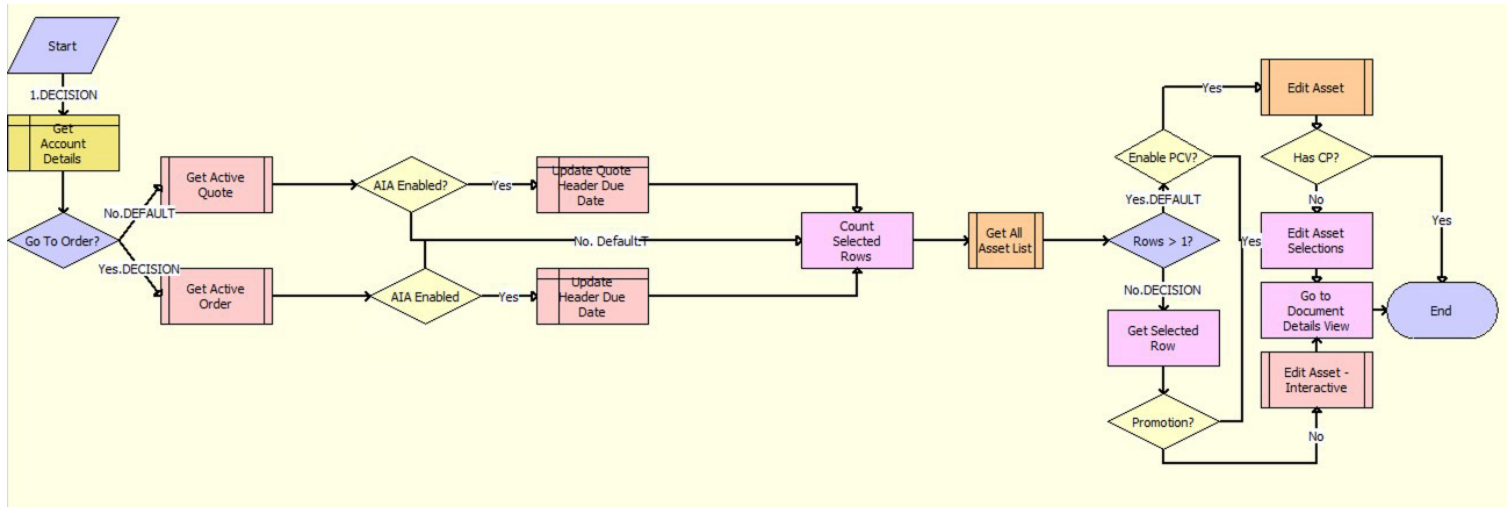 Start
1.DECISION
Get
Account
Details
Go To Order?
No.DEFAULT
Yes.DECISION
Get Active
Quote
Get Active
Order
AIA Enabled?
Yes
Update Quote
Header Due
Date
No. Default.T
AIA Enabled
Yes
Update
Header Due
Date
Count
Selected
Rows
Get All
Asset List
Rows > 1?
Yes.DEFAULT
Enable PCV?
Yes
Yes
No.DECISION
Get Selected
Row
Promotion?
No
Edit Asset
Has CP?
No
Yes
Edit Asset
Selections
Go to
Document
Details View
Edit Asset -
Interactive
End